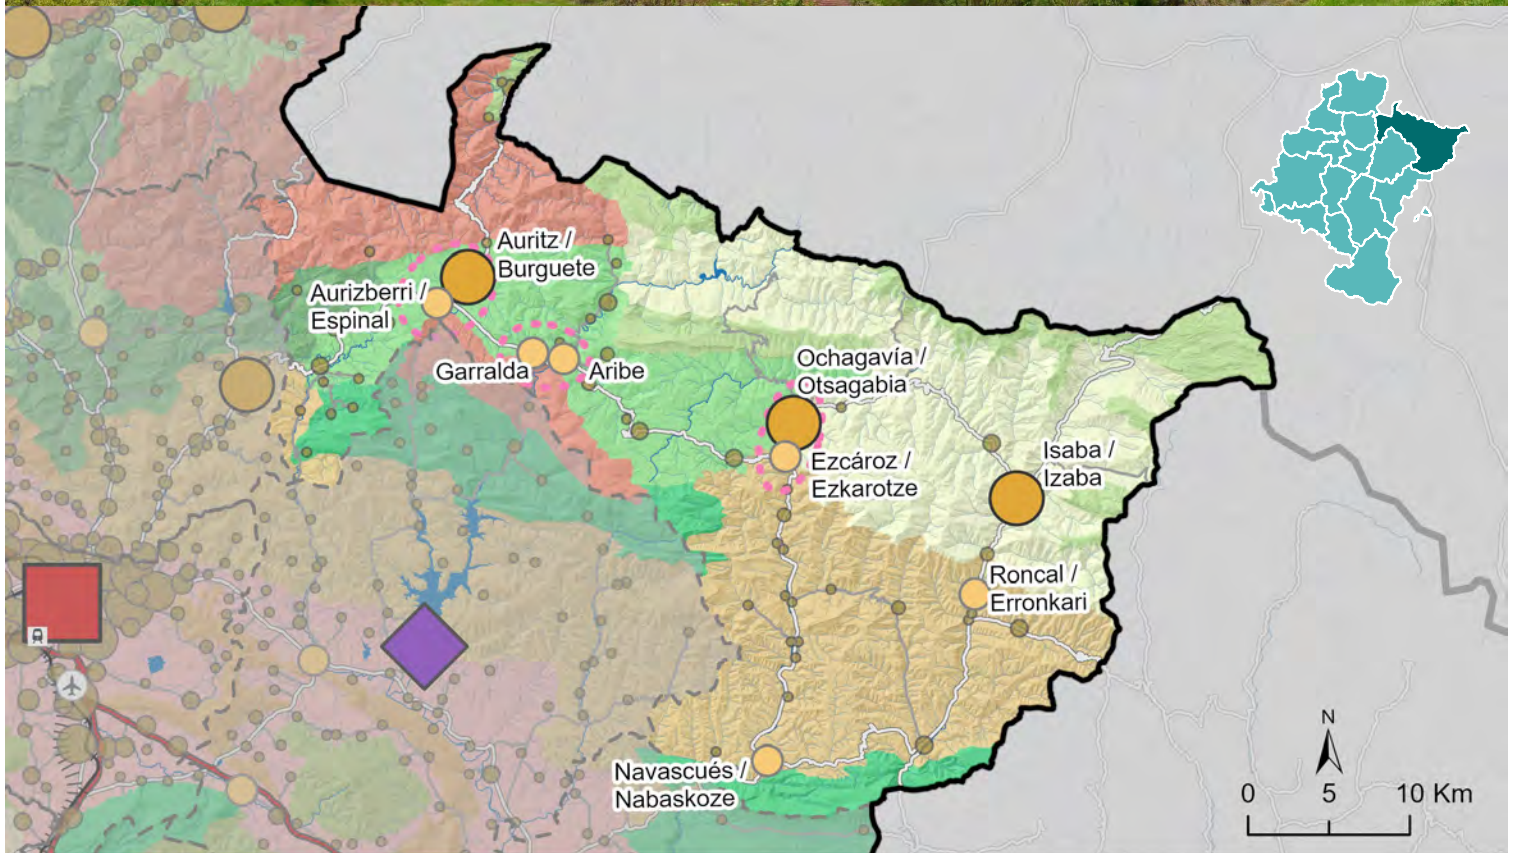 Auritz /
Burguete
Aurizberri /
Espinal
Garralda
Aribe
Ochagavía /
Otsagabia
Ezcároz /
Ezkarotze
Isaba /
Izaba
Roncal /
Erronkari
Navascués /
Nabaskoze
N
0 5 10 Km